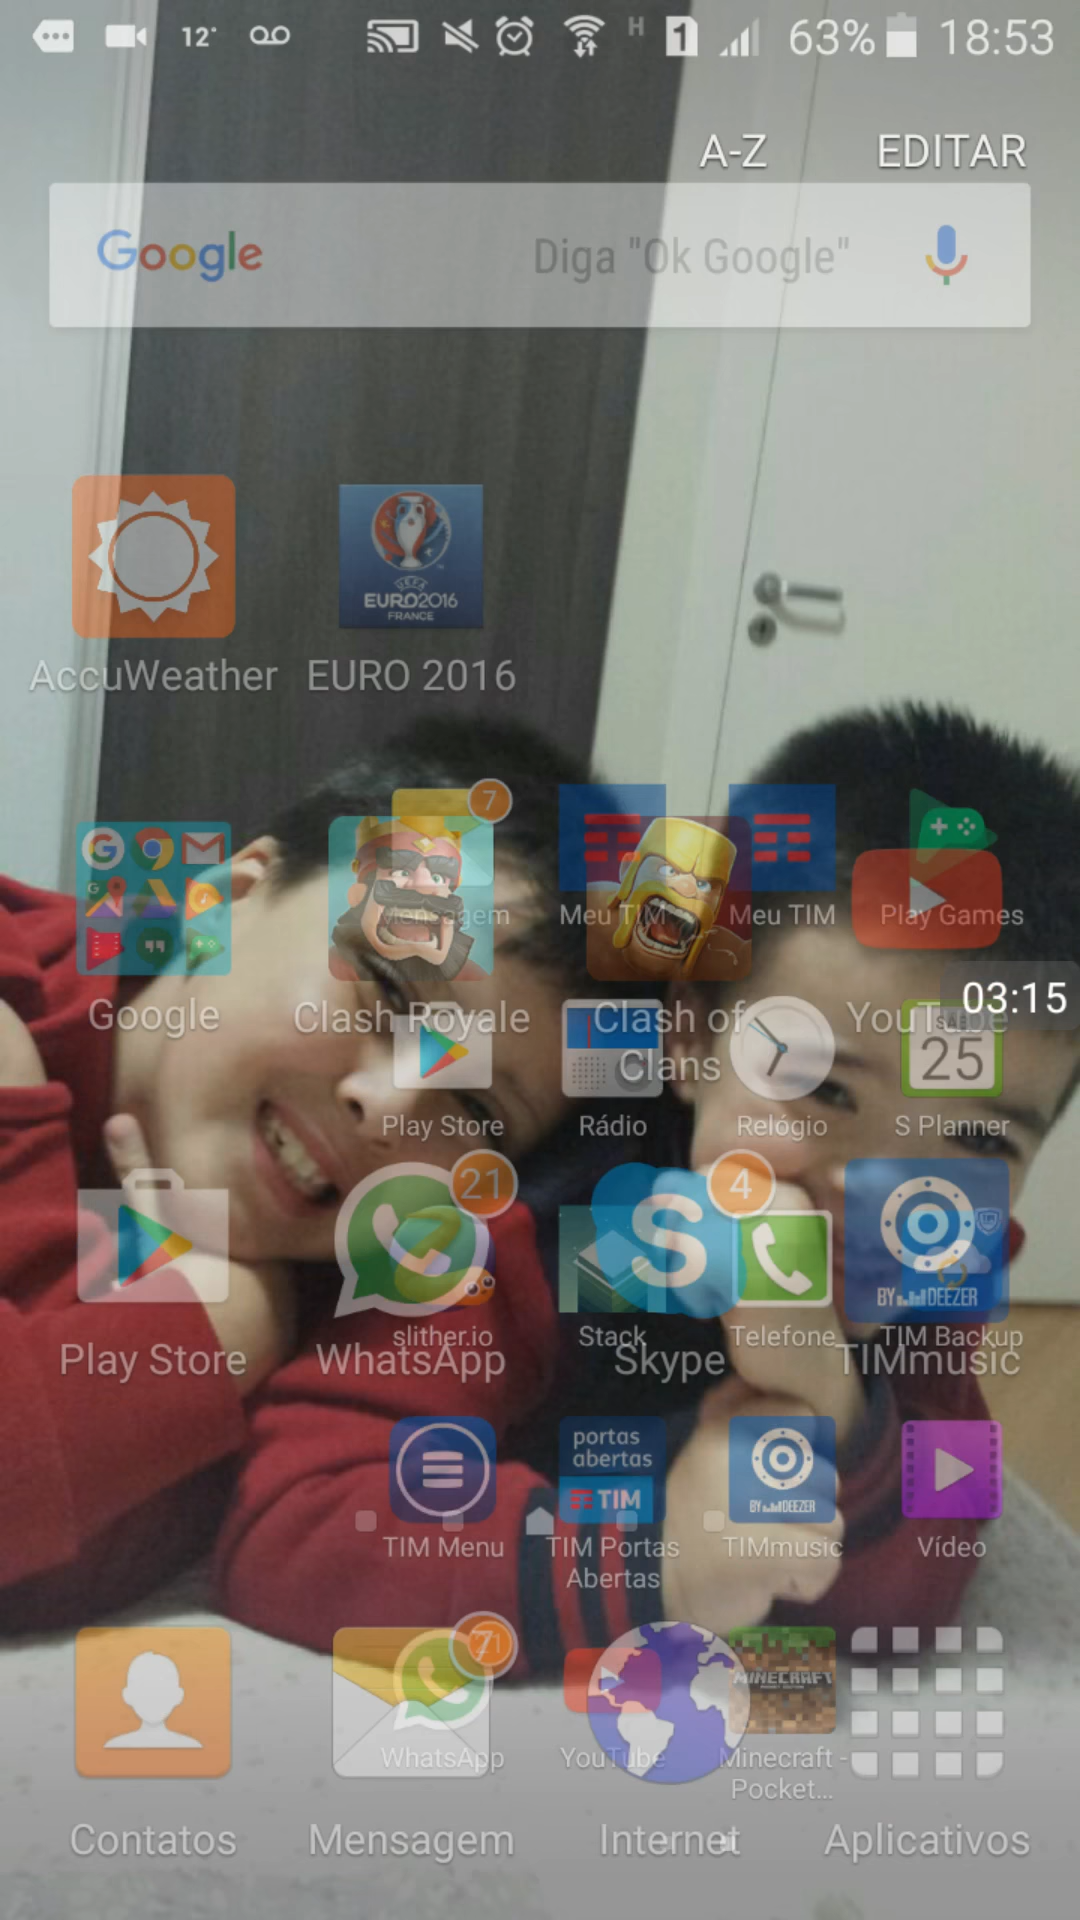 12°
H
1
63%
18:53
A-Z
EDITAR
Google
Diga "Ok Google"
UEFA
EURO2016
FRANCE
AccuWeather
EURO 2016
7
Mensagem
Meu TIM
Meu TIM
Play Games
Google
Clash Royale
Clash of
Clans
YouTube
03:15
SÁB
25
Play Store
Rádio
Relógio
S Planner
21
4
S
BY DEEZER
slither.io
Stack
Telefone
TIM Backup
Play Store
WhatsApp
Skype
TIMmusic
portas
abertas
TIM
BY DEEZER
TIM Menu
TIM Portas
Abertas
TIMmusic
Vídeo
MINECRAFT
WhatsApp
YouTube
Minecraft -
Pocket...
Contatos
Mensagem
Internet
Aplicativos